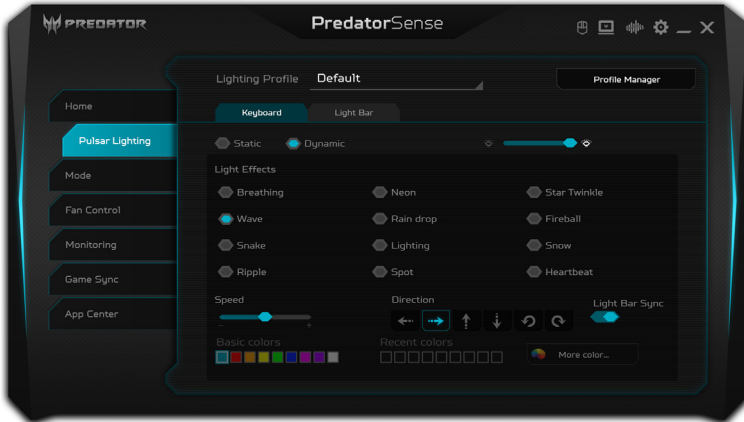 PREDATOR
PredatorSense
Lighting Profile Default
Profile Manager
Home
Pulsar Lighting
Mode
Fan Control
Monitoring
Game Sync
App Center
Keyboard
Light Bar
Static
Dynamic
Light Effects
Breathing
Neon
Star Twinkle
Wave
Rain drop
Fireball
Snake
Lighting
Snow
Ripple
Spot
Heartbeat
Speed
Direction
Light Bar Sync
- +
Basic colors
Recent colors
More color...